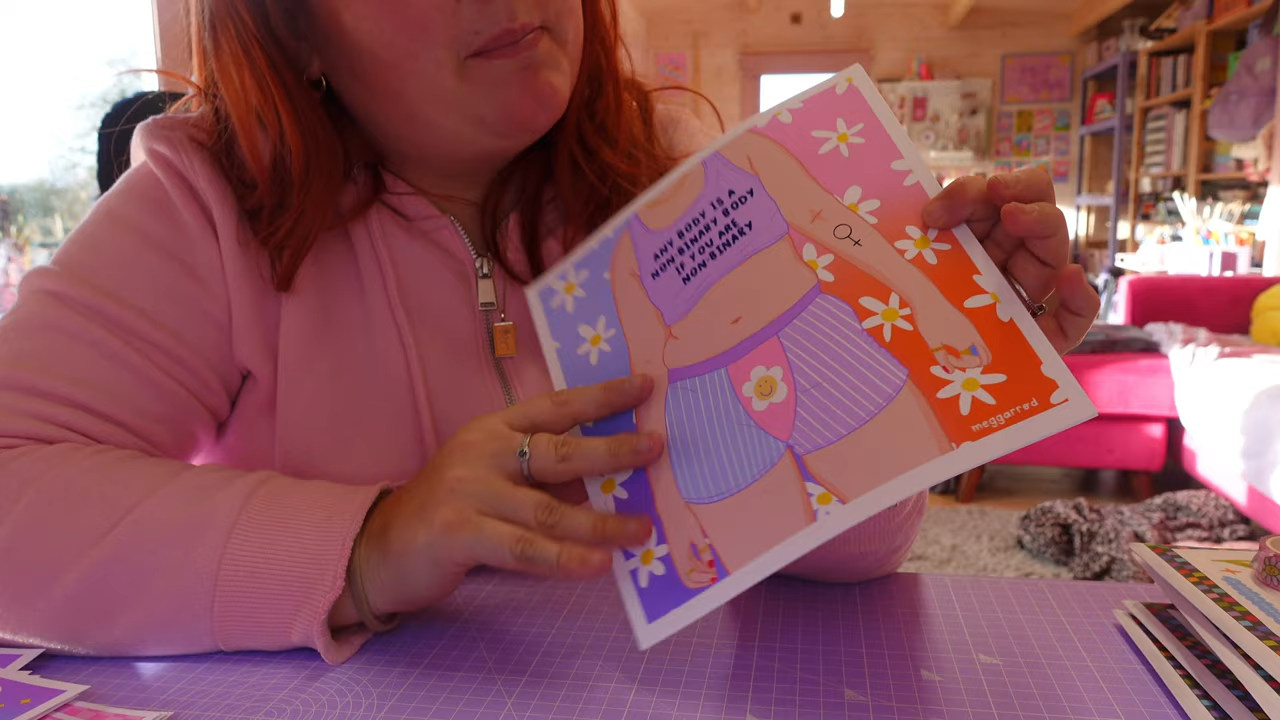 ANY BODY IS A
NON-BINARY BODY
IF YOU ARE
NON-BINARY
meggarred